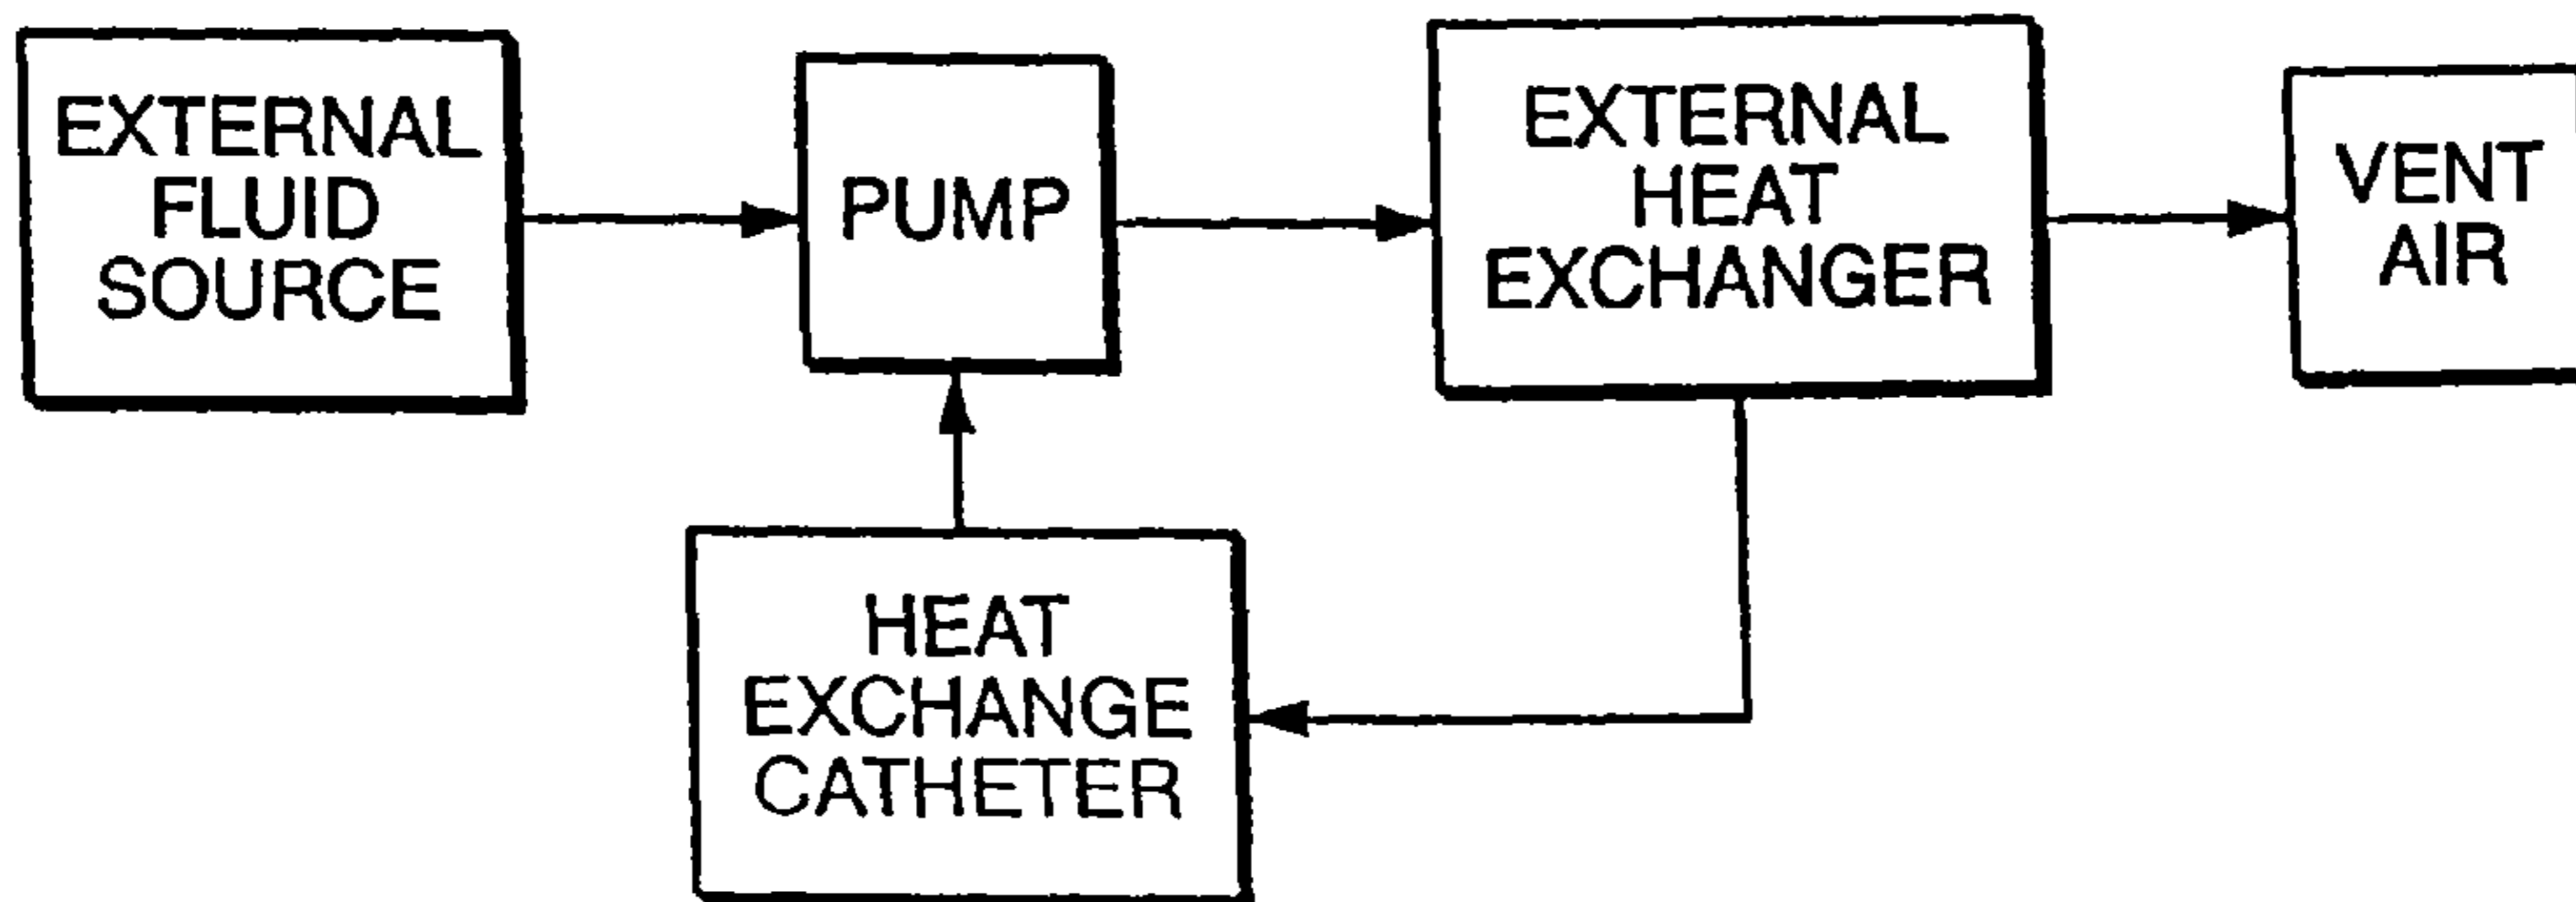 EXTERNAL
FLUID
SOURCE
PUMP
EXTERNAL
HEAT
EXCHANGER
VENT
AIR
HEAT
EXCHANGE
CATHETER